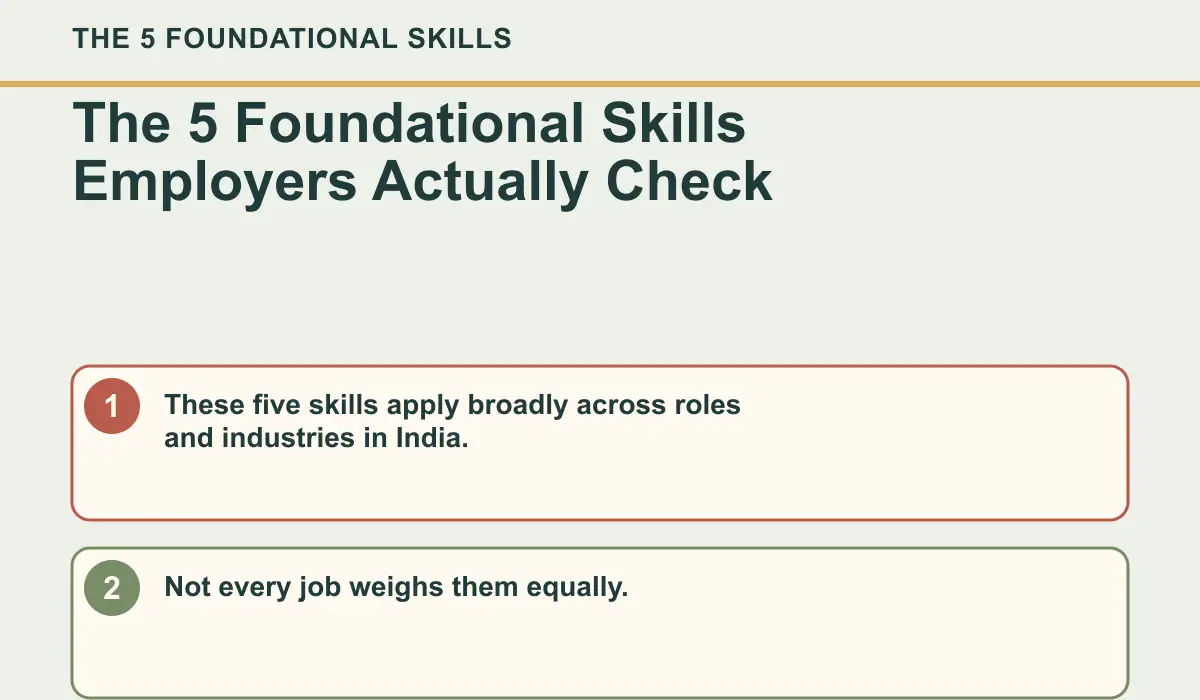 THE 5 FOUNDATIONAL SKILLS
The 5 Foundational Skills
Employers Actually Check
1
These five skills apply broadly across roles
and industries in India.
2
Not every job weighs them equally.